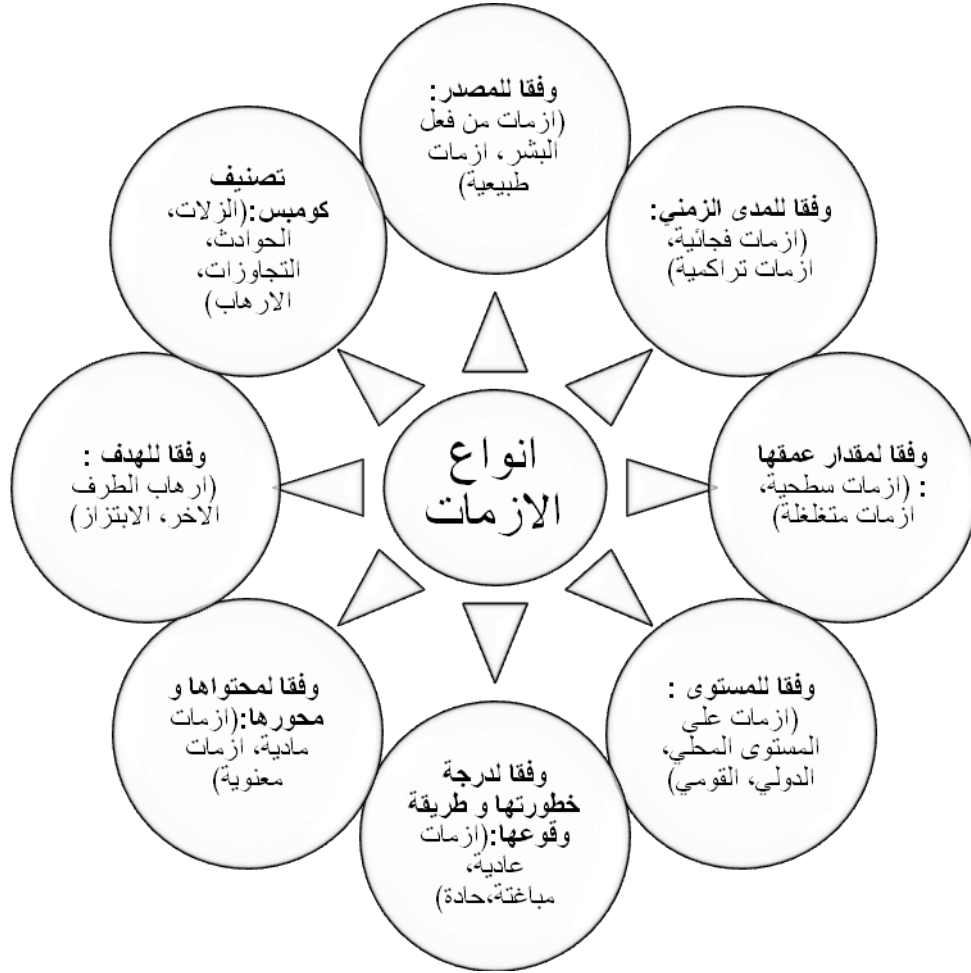 انواع
الازمات
وفقا للمصدر:
(ازمات من فعل
البشر، ازمات
طبيعية)
وفقا للمدى الزمني:
(ازمات فجائية،
ازمات تراكمية)
وفقا لمقدار عمقها
: (ازمات سطحية،
ازمات متغلغلة)
وفقا للمستوى :
(ازمات على
المستوى المحلي،
الدولي، القومي)
وفقا لدرجة
خطورتها و طريقة
وقوعها:(ازمات
عادية،
مباغتة،حادة)
وفقا لمحتواها و
محورها:(ازمات
مادية، ازمات
معنوية)
وفقا للهدف :
(ارهاب الطرف
الاخر، الابتزاز)
تصنيف
كومبس:(الزلات،
الحوادث،
التجاوزات،
الارهاب)